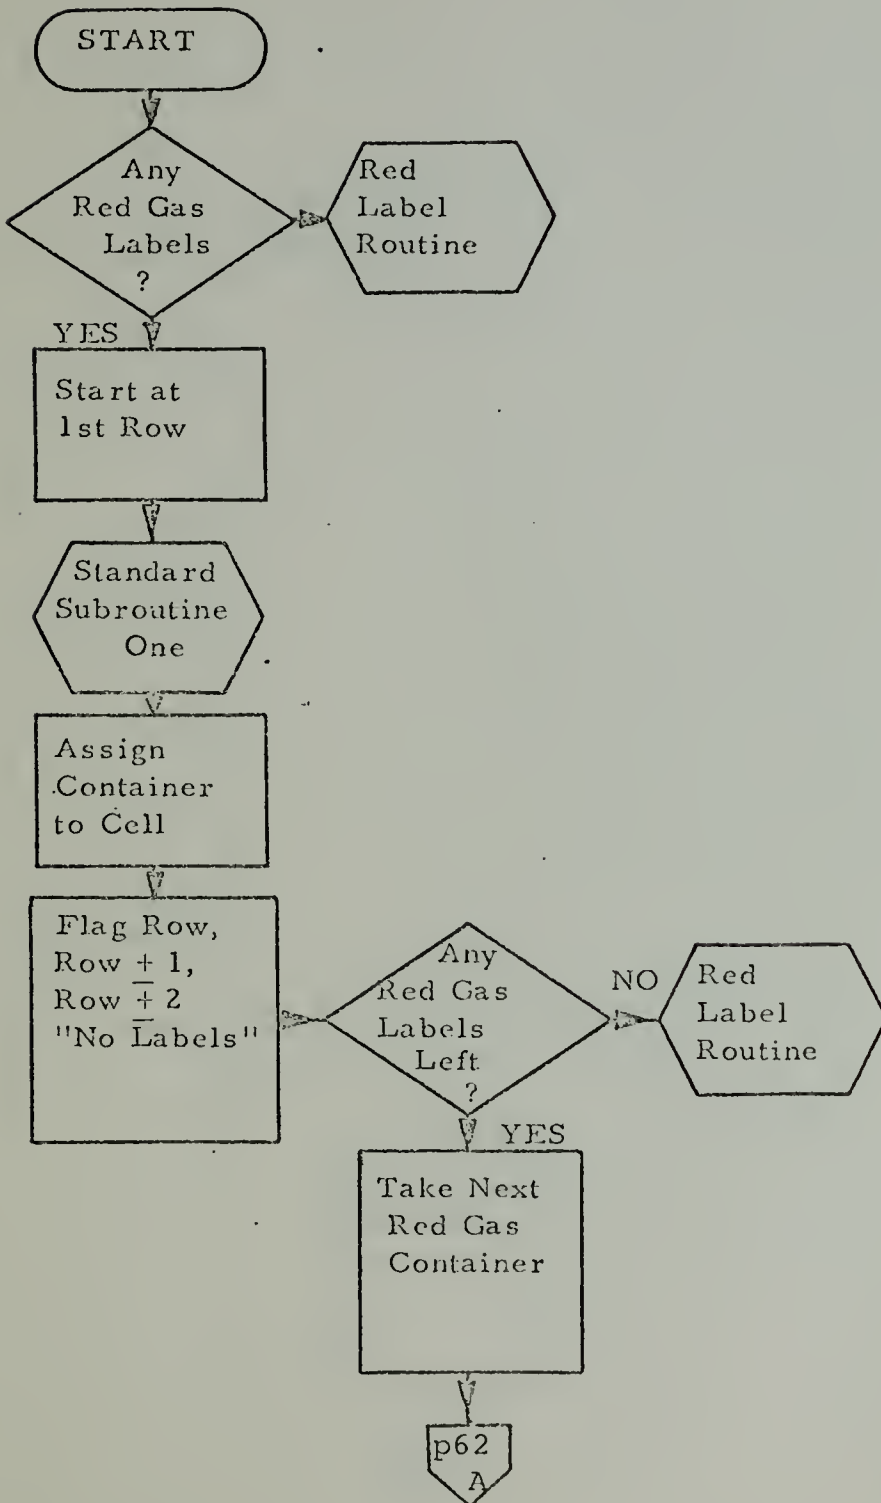 START
Any
Red Gas
Labels
?
Red
Label
Routine
YES
Start at
1st Row
Standard
Subroutine
One
Assign
Container
to Cell
Flag Row,
Row ± 1,
Row ± 2
"No Labels"
Any
Red Gas
Labels
Left
?
NO
Red
Label
Routine
YES
Take Next
Red Gas
Container
p62
A